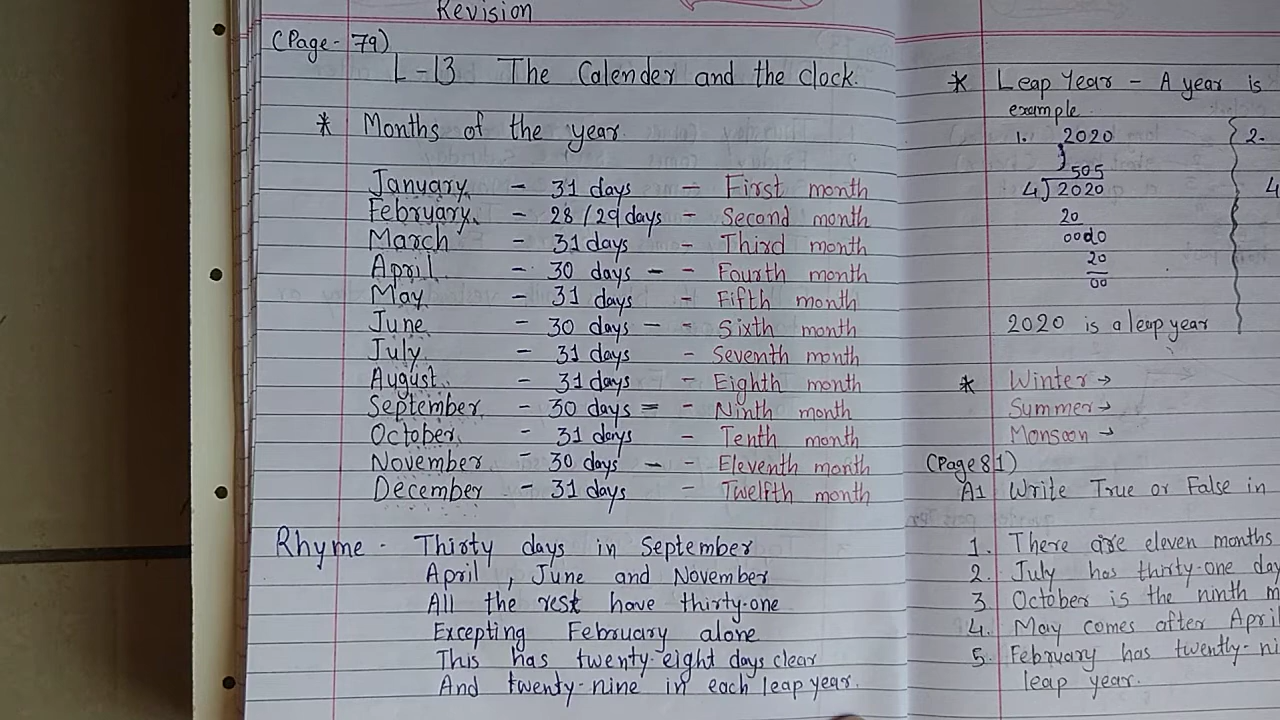 Revision
(Page- 79)
L-13 The Calender and the clock.
* Months of the year
January - 31 days - First month
February - 28/29 days - Second month
March - 31 days - Third month
April - 30 days - - Fourth month
May - 31 days - Fifth month
June - 30 days - - Sixth month
July - 31 days - Seventh month
August - 31 days - Eighth month
September - 30 days = - Ninth month
October - 31 days - Tenth month
November - 30 days - - Eleventh month
December - 31 days - Twelfth month
Rhyme - Thirty days in September
April, June and November
All the rest have thirty-one
Excepting February alone
This has twenty-eight days clear
And twenty-nine in each leap year.
* Leap Year - A year is
example.
1. 2020 2.
505
4)2020 4
20
0020
20
00
2020 is a leap year
* Winter →
Summer →
Monsoon →
(Page 81)
A1 Write True or False in
1. There are eleven months
2. July has thirty-one day
3 October is the ninth m
4. May comes after April
5. February has twently-ni
leap year.